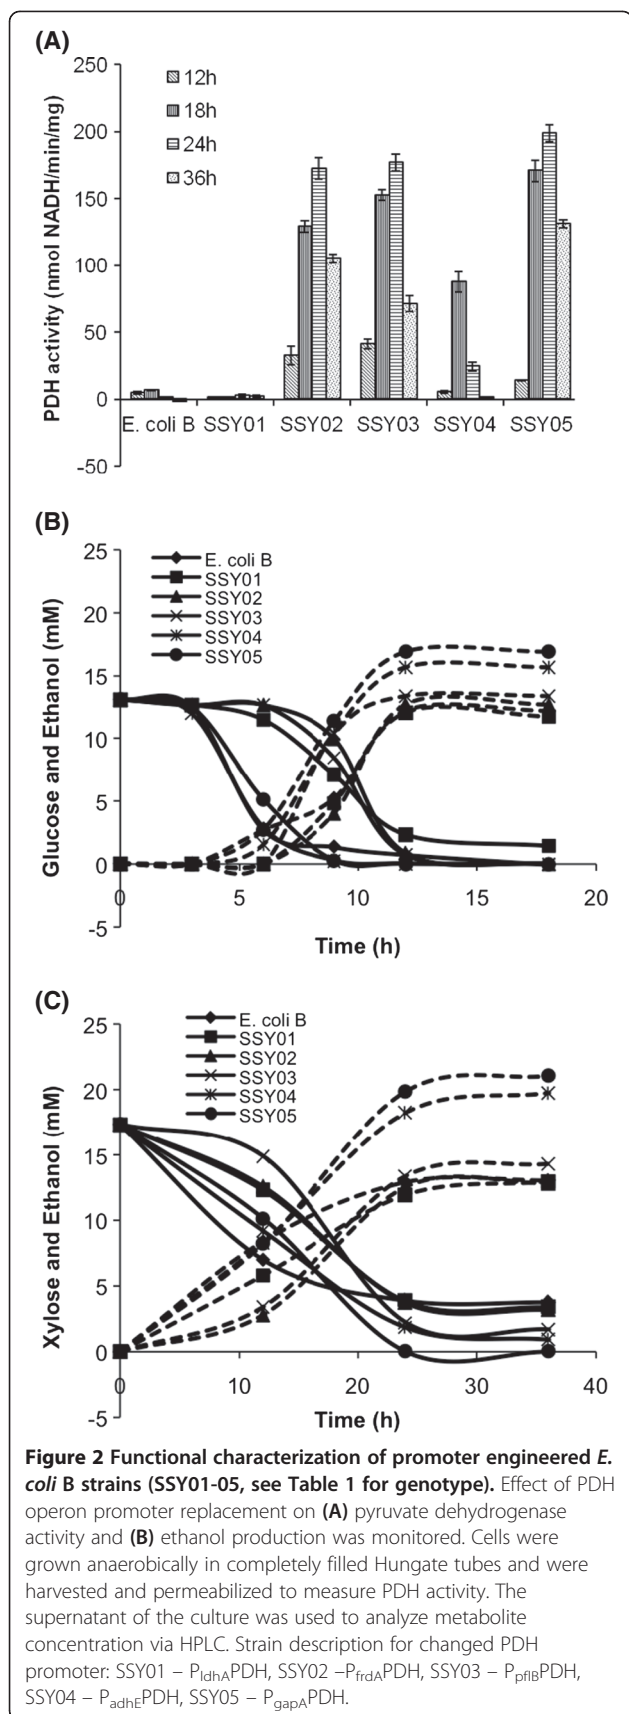 (A)
250
200
150
100
50
0
-50
PDH activity (nmol NADH/min/mg)
12h
18h
24h
36h
E. coli B SSY01 SSY02 SSY03 SSY04 SSY05
(B)
25
20
15
10
5
0
-5
Glucose and Ethanol (mM)
E. coli B
SSY01
SSY02
SSY03
SSY04
SSY05
0 5 10 15 20
Time (h)
(C)
25
20
15
10
5
0
-5
Xylose and Ethanol (mM)
E. coli B
SSY01
SSY02
SSY03
SSY04
SSY05
0 10 20 30 40
Time (h)
Figure 2 Functional characterization of promoter engineered E.
coli B strains (SSY01-05, see Table 1 for genotype). Effect of PDH
operon promoter replacement on (A) pyruvate dehydrogenase
activity and (B) ethanol production was monitored. Cells were
grown anaerobically in completely filled Hungate tubes and were
harvested and permeabilized to measure PDH activity. The
supernatant of the culture was used to analyze metabolite
concentration via HPLC. Strain description for changed PDH
promoter: SSY01 – PldhAPDH, SSY02 –PfrdAPDH, SSY03 – PpflBPDH,
SSY04 – PadhEPDH, SSY05 – PgapAPDH.